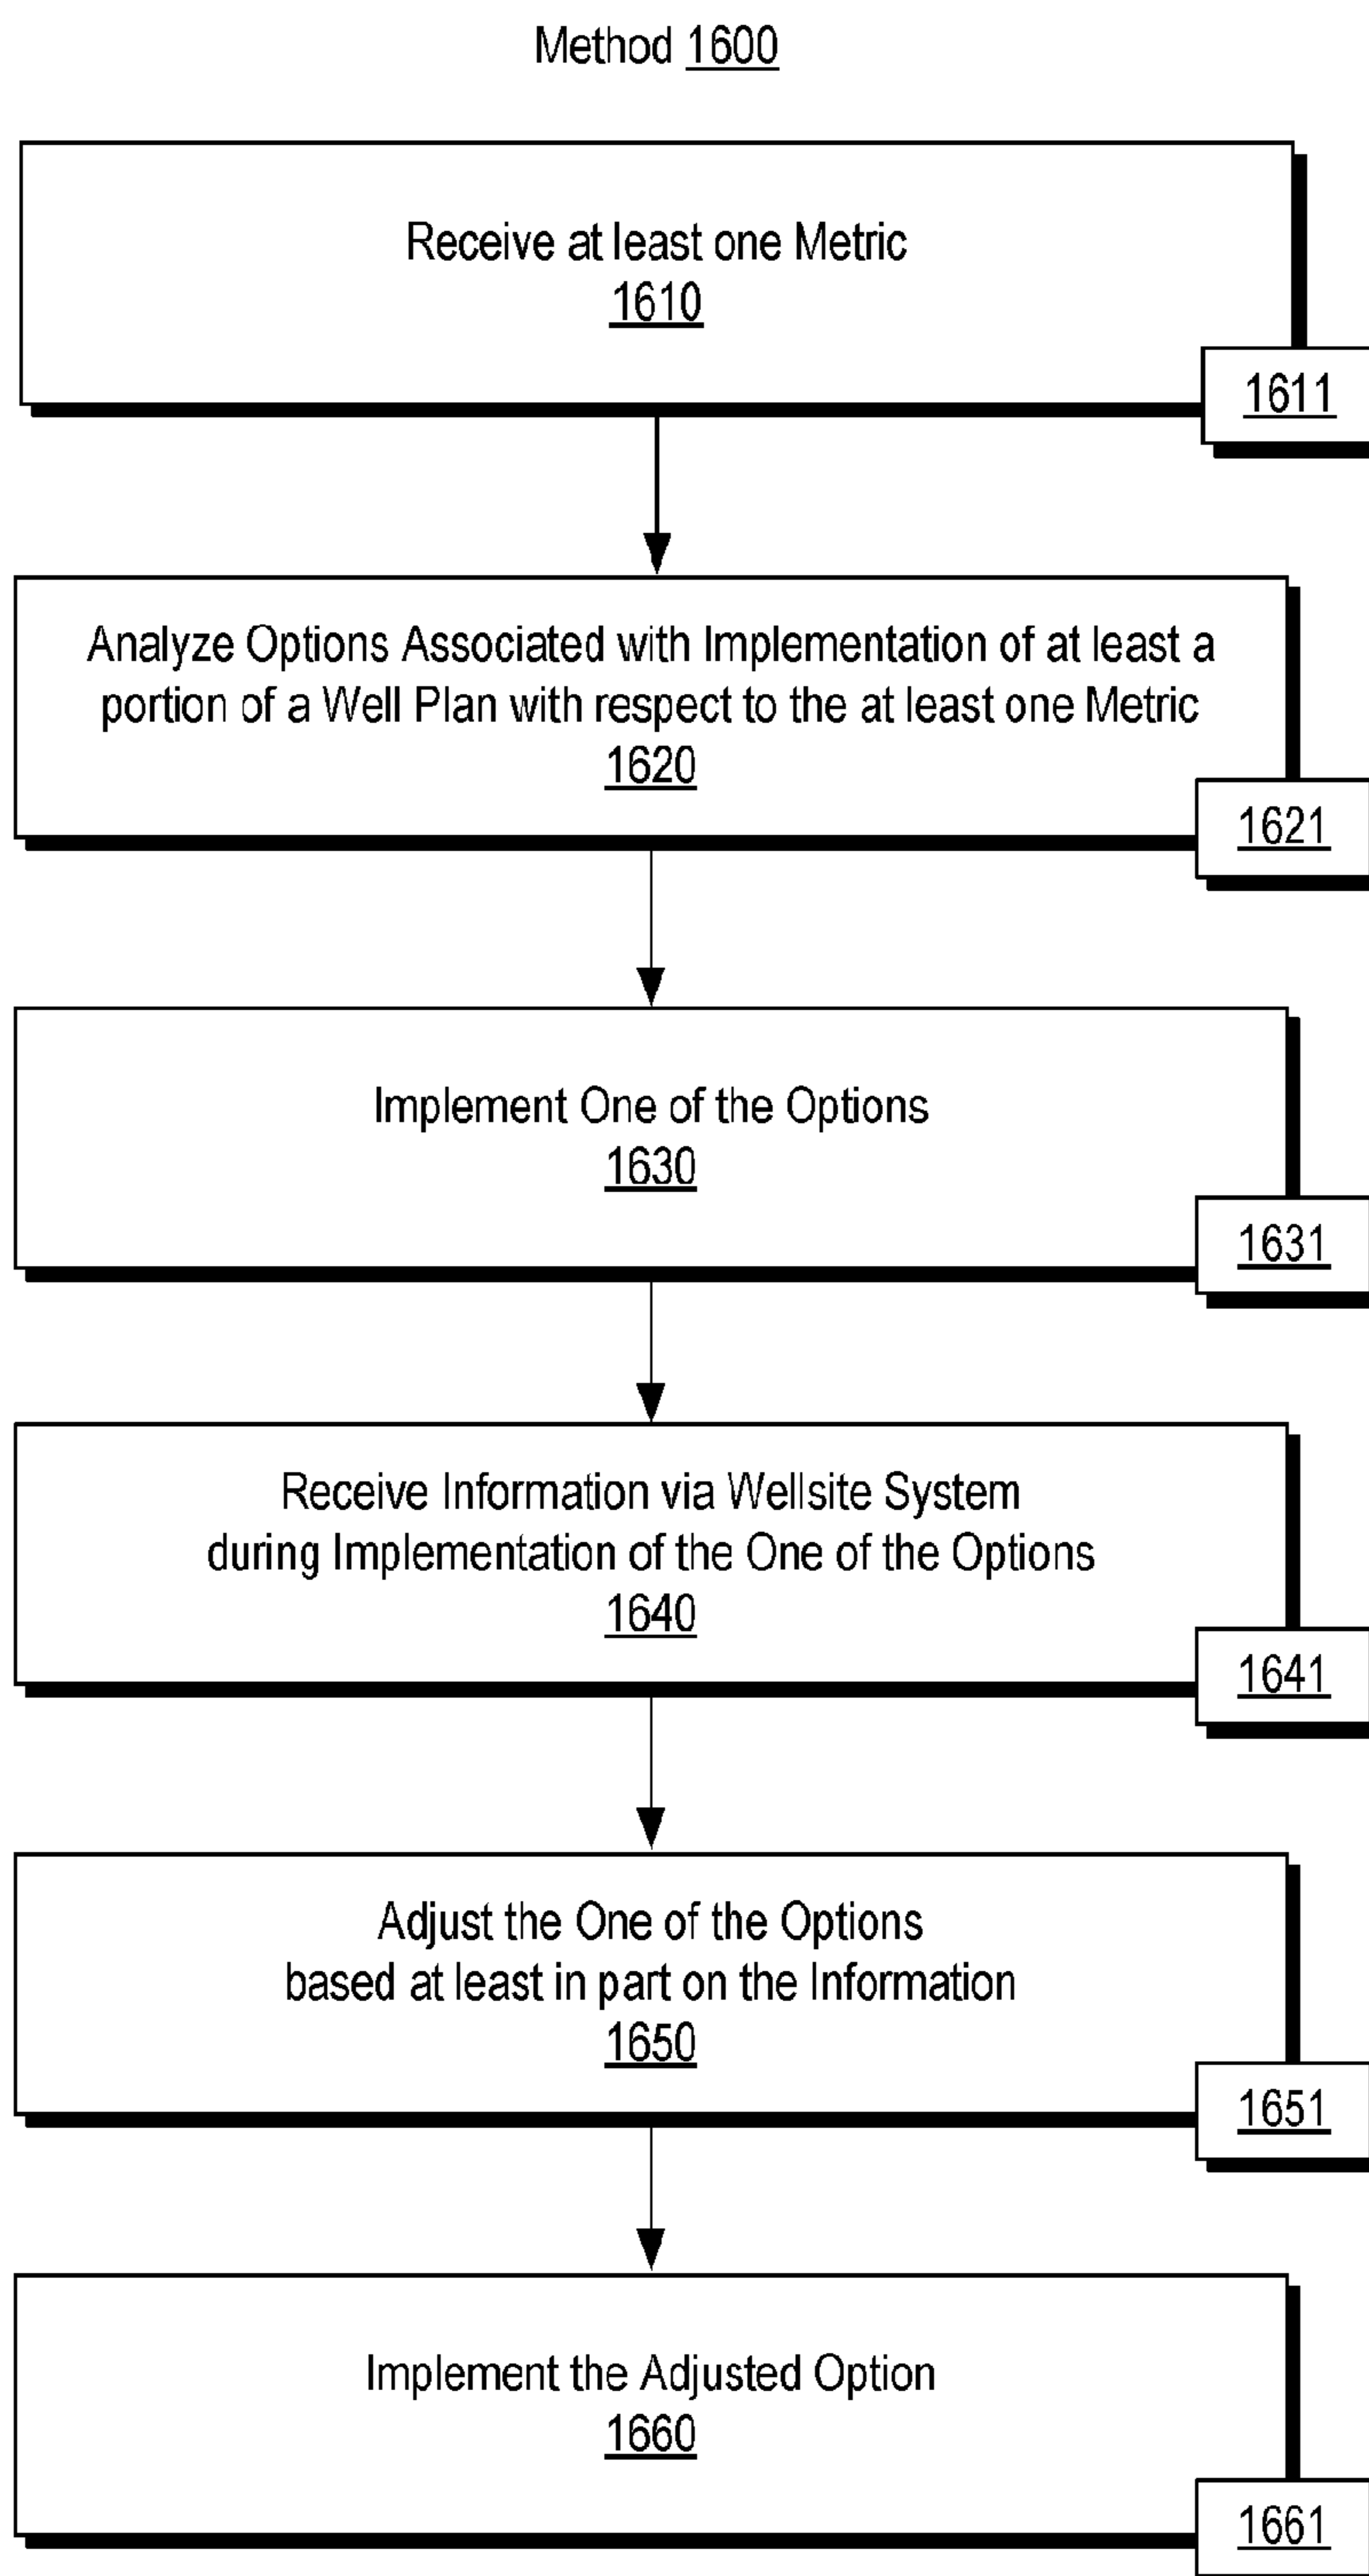 Method 1600
Receive at least one Metric
1610
1611
Analyze Options Associated with Implementation of at least a
portion of a Well Plan with respect to the at least one Metric
1620
1621
Implement One of the Options
1630
1631
Receive Information via Wellsite System
during Implementation of the One of the Options
1640
1641
Adjust the One of the Options
based at least in part on the Information
1650
1651
Implement the Adjusted Option
1660
1661